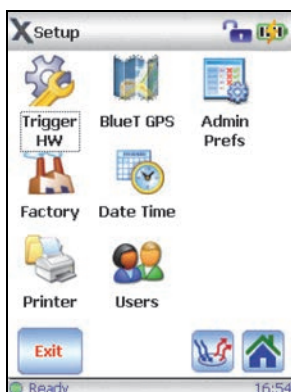 Setup
Trigger HW
BlueT GPS
Admin Prefs
Factory
Date Time
Printer
Users
Exit
Ready
16:54